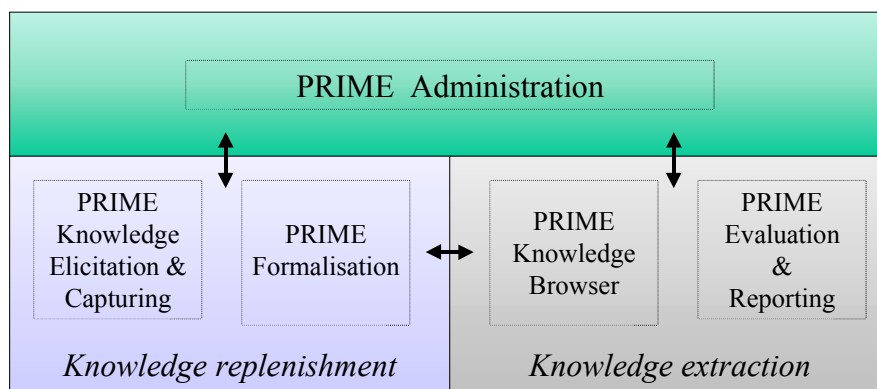 PRIME  Administration
PRIME
Knowledge
Elicitation &
Capturing
PRIME
Formalisation
PRIME
Knowledge
Browser
PRIME
Evaluation
&
Reporting
Knowledge replenishment
Knowledge extraction